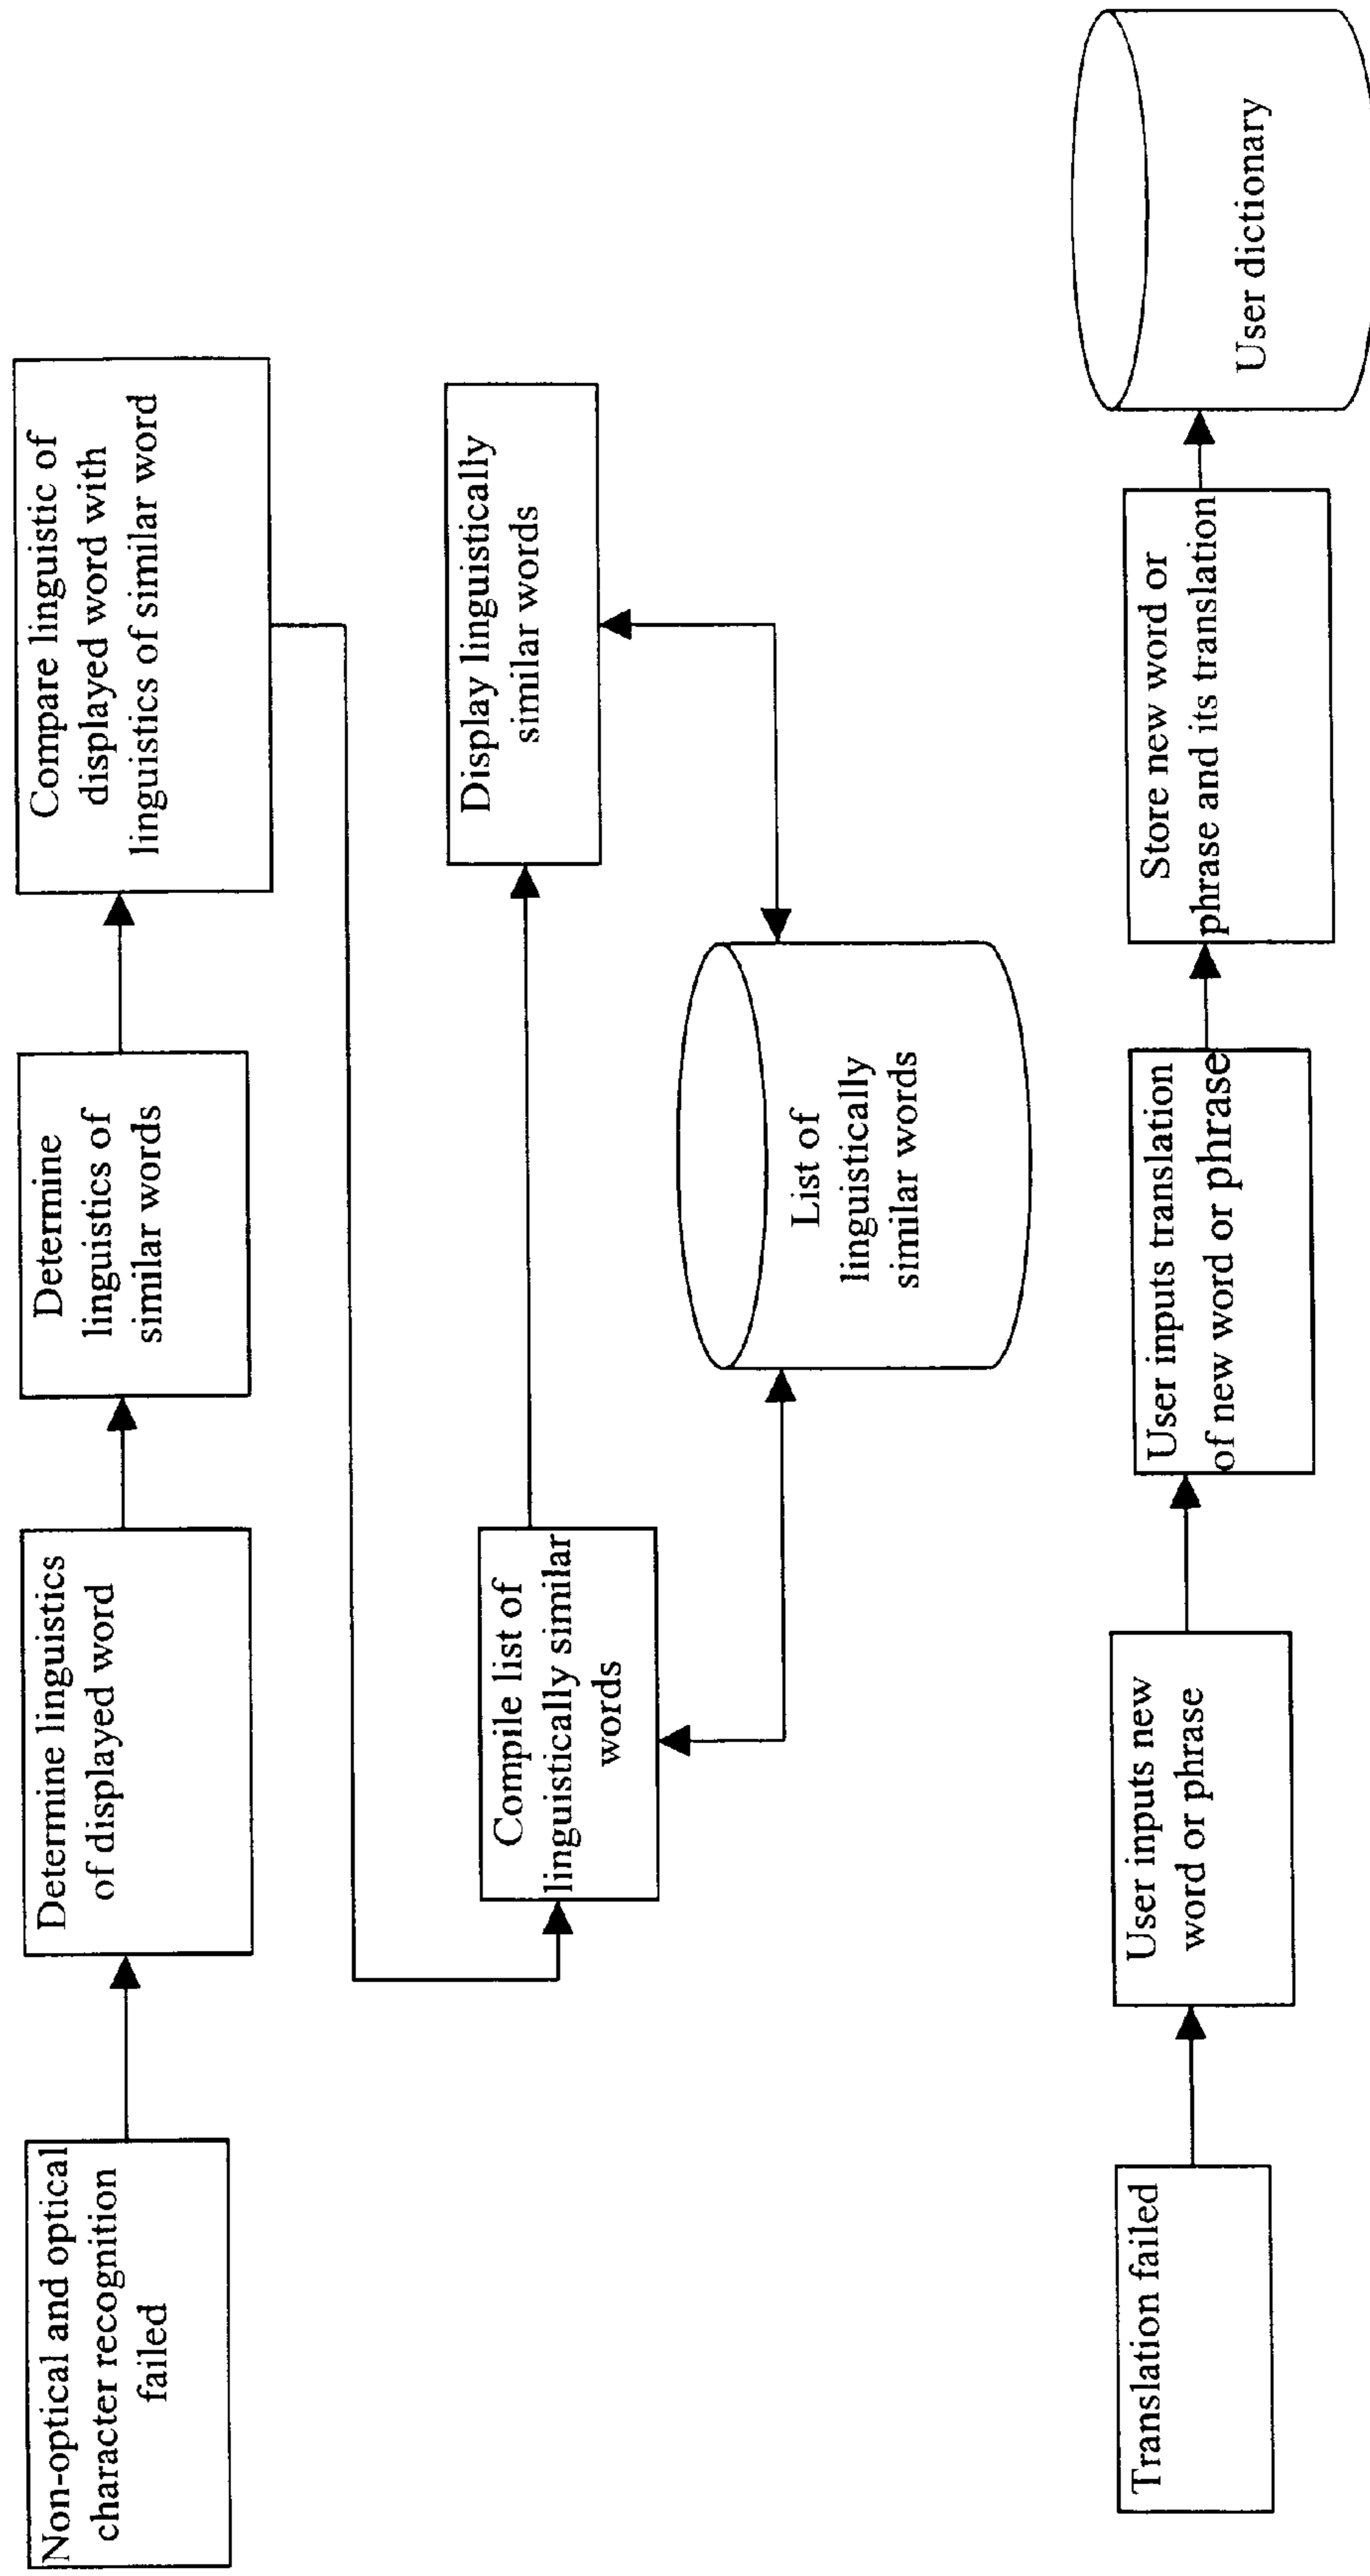 Non-optical and optical
character recognition
failed
Determine linguistics
of displayed word
Determine
linguistics of
similar words
Compare linguistic of
displayed word with
linguistics of similar word
Compile list of
linguistically similar
words
Display linguistically
similar words
List of
linguistically
similar words
Translation failed
User inputs new
word or phrase
User inputs translation
of new word or phrase
Store new word or
phrase and its translation
User dictionary